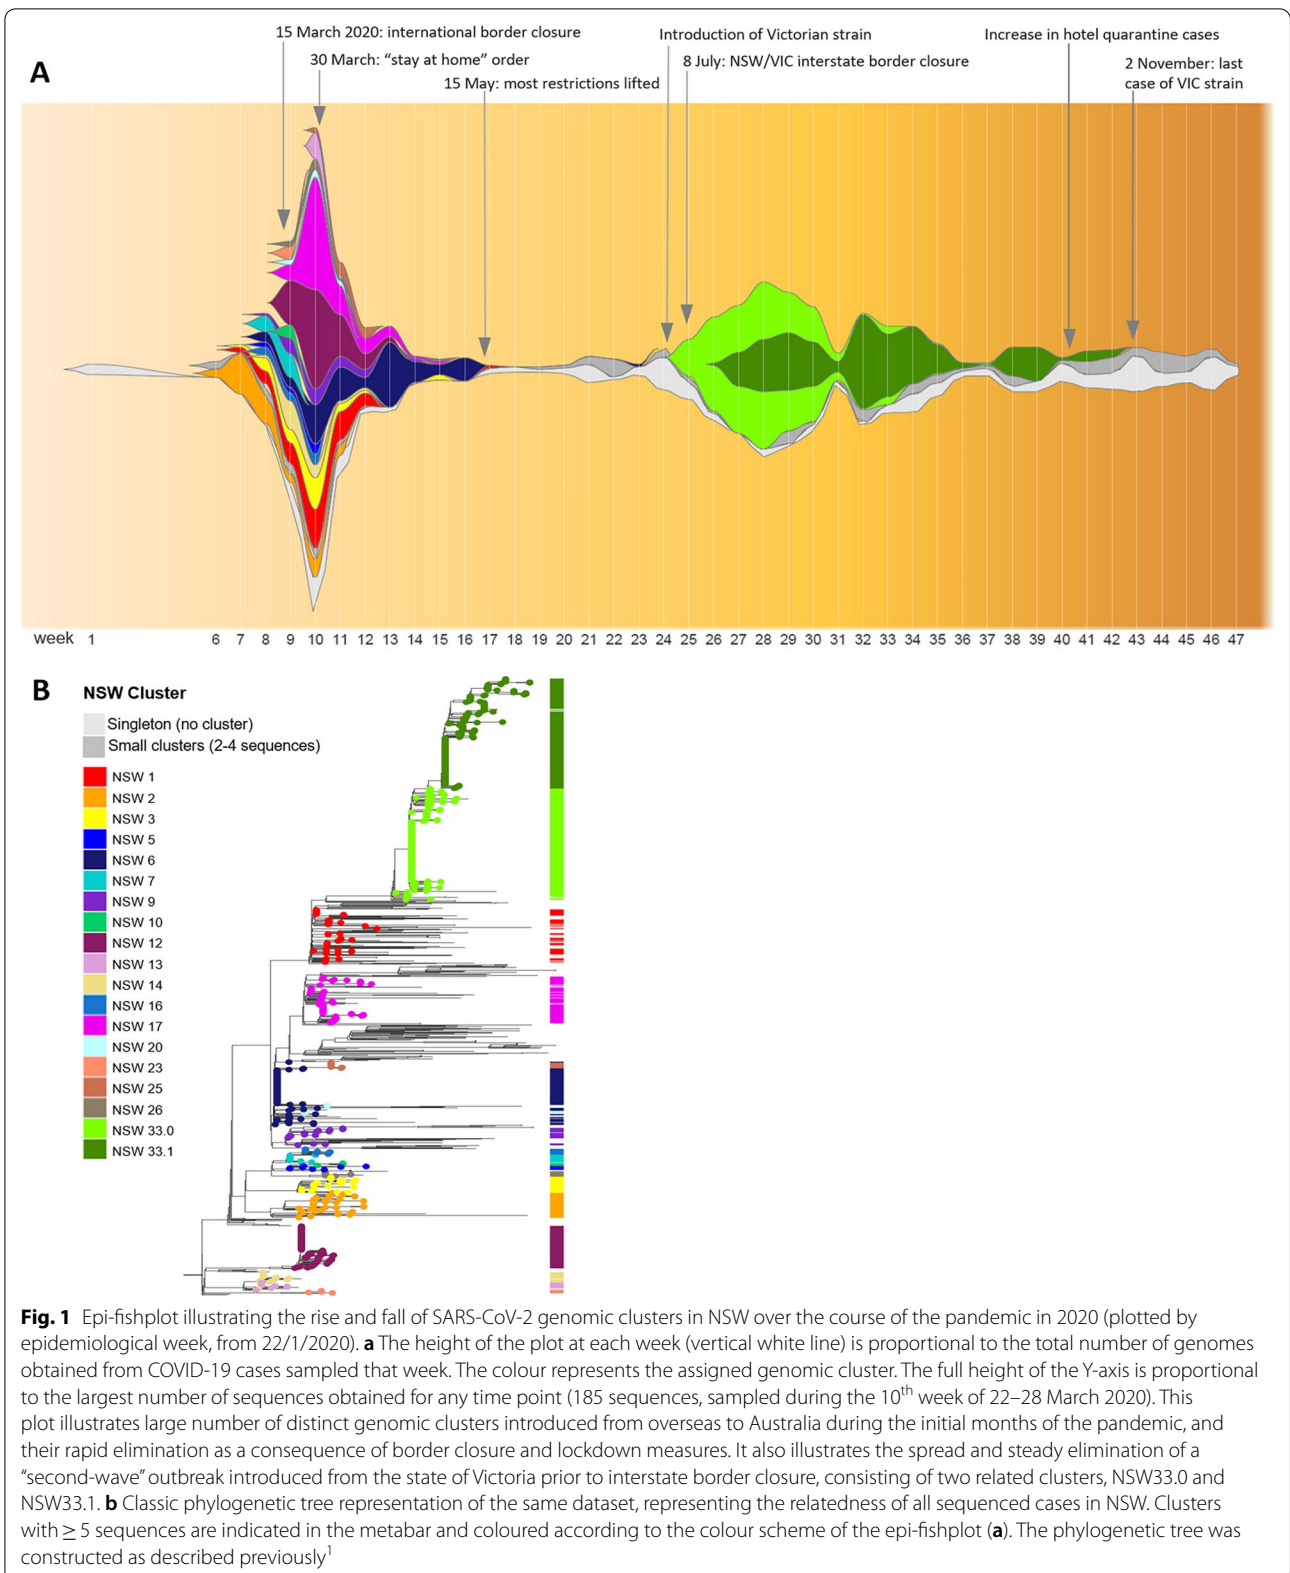 15 March 2020: international border closure
Introduction of Victorian strain
Increase in hotel quarantine cases
A
30 March: “stay at home” order
8 July: NSW/VIC interstate border closure
2 November: last
case of VIC strain
15 May: most restrictions lifted
week 1 6 7 8 9 10 11 12 13 14 15 16 17 18 19 20 21 22 23 24 25 26 27 28 29 30 31 32 33 34 35 36 37 38 39 40 41 42 43 44 45 46 47
B
NSW Cluster
Singleton (no cluster)
Small clusters (2-4 sequences)
NSW 1
NSW 2
NSW 3
NSW 5
NSW 6
NSW 7
NSW 9
NSW 10
NSW 12
NSW 13
NSW 14
NSW 16
NSW 17
NSW 20
NSW 23
NSW 25
NSW 26
NSW 33.0
NSW 33.1
Fig. 1 Epi-fishplot illustrating the rise and fall of SARS-CoV-2 genomic clusters in NSW over the course of the pandemic in 2020 (plotted by
epidemiological week, from 22/1/2020). a The height of the plot at each week (vertical white line) is proportional to the total number of genomes
obtained from COVID-19 cases sampled that week. The colour represents the assigned genomic cluster. The full height of the Y-axis is proportional
to the largest number of sequences obtained for any time point (185 sequences, sampled during the 10th week of 22–28 March 2020). This
plot illustrates large number of distinct genomic clusters introduced from overseas to Australia during the initial months of the pandemic, and
their rapid elimination as a consequence of border closure and lockdown measures. It also illustrates the spread and steady elimination of a
“second-wave” outbreak introduced from the state of Victoria prior to interstate border closure, consisting of two related clusters, NSW33.0 and
NSW33.1. b Classic phylogenetic tree representation of the same dataset, representing the relatedness of all sequenced cases in NSW. Clusters
with ≥ 5 sequences are indicated in the metabar and coloured according to the colour scheme of the epi-fishplot (a). The phylogenetic tree was
constructed as described previously1